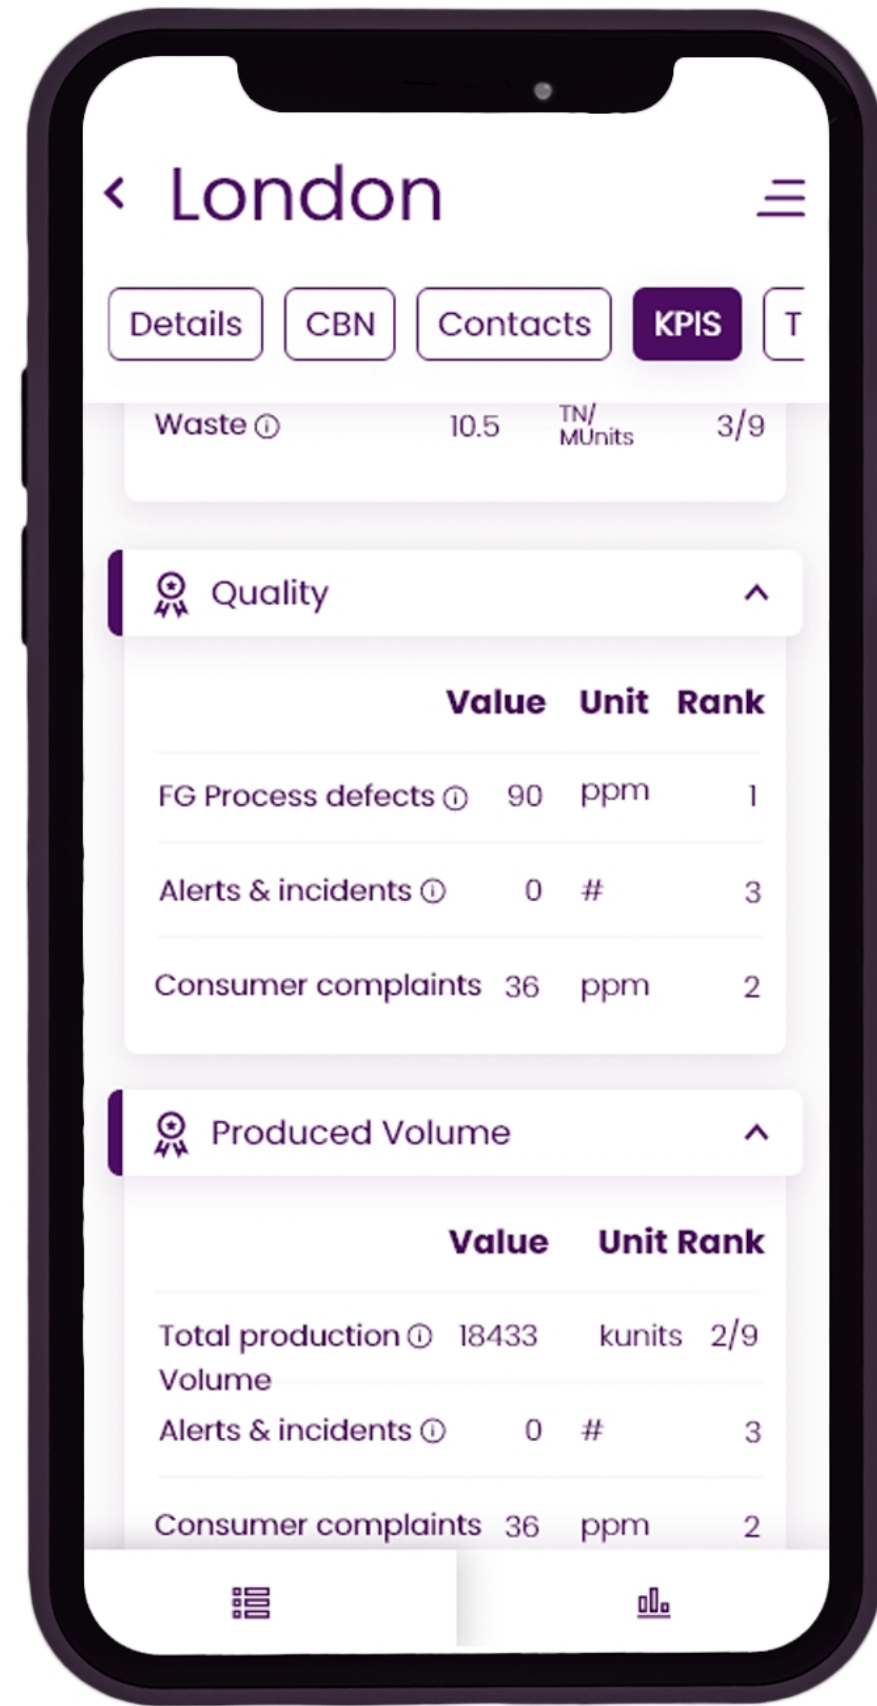 London
Details CBN Contacts KPIS T
Waste 10.5 TN/ MUnits 3/9
Quality
Value Unit Rank
FG Process defects 90 ppm 1
Alerts & incidents 0 # 3
Consumer complaints 36 ppm 2
Produced Volume
Value Unit Rank
Total production Volume 18433 kunits 2/9
Alerts & incidents 0 # 3
Consumer complaints 36 ppm 2